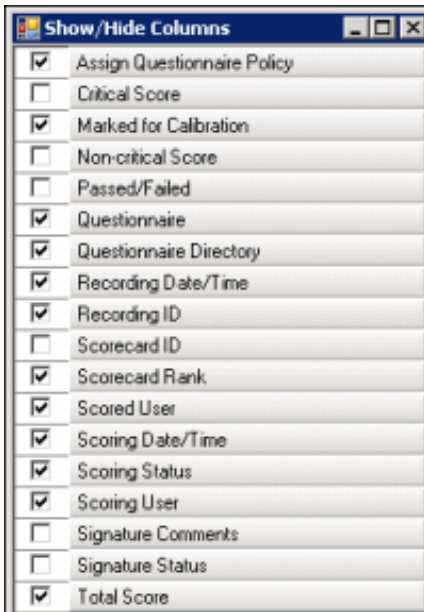 Show/Hide Columns
Assign Questionnaire Policy
Critical Score
Marked for Calibration
Non-critical Score
Passed/Failed
Questionnaire
Questionnaire Directory
Recording Date/Time
Recording ID
Scorecard ID
Scorecard Rank
Scored User
Scoring Date/Time
Scoring Status
Scoring User
Signature Comments
Signature Status
Total Score